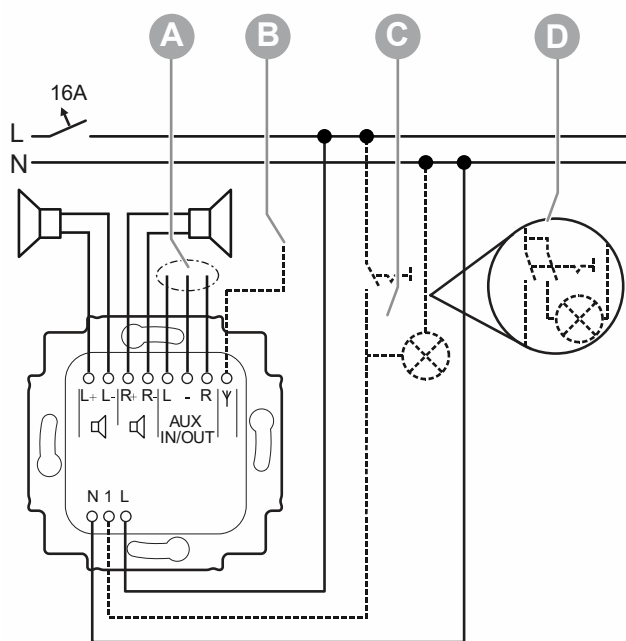 A B C D
16A
L
N
L+ L- R+ R- L - R
AUX
IN/OUT
N 1 L